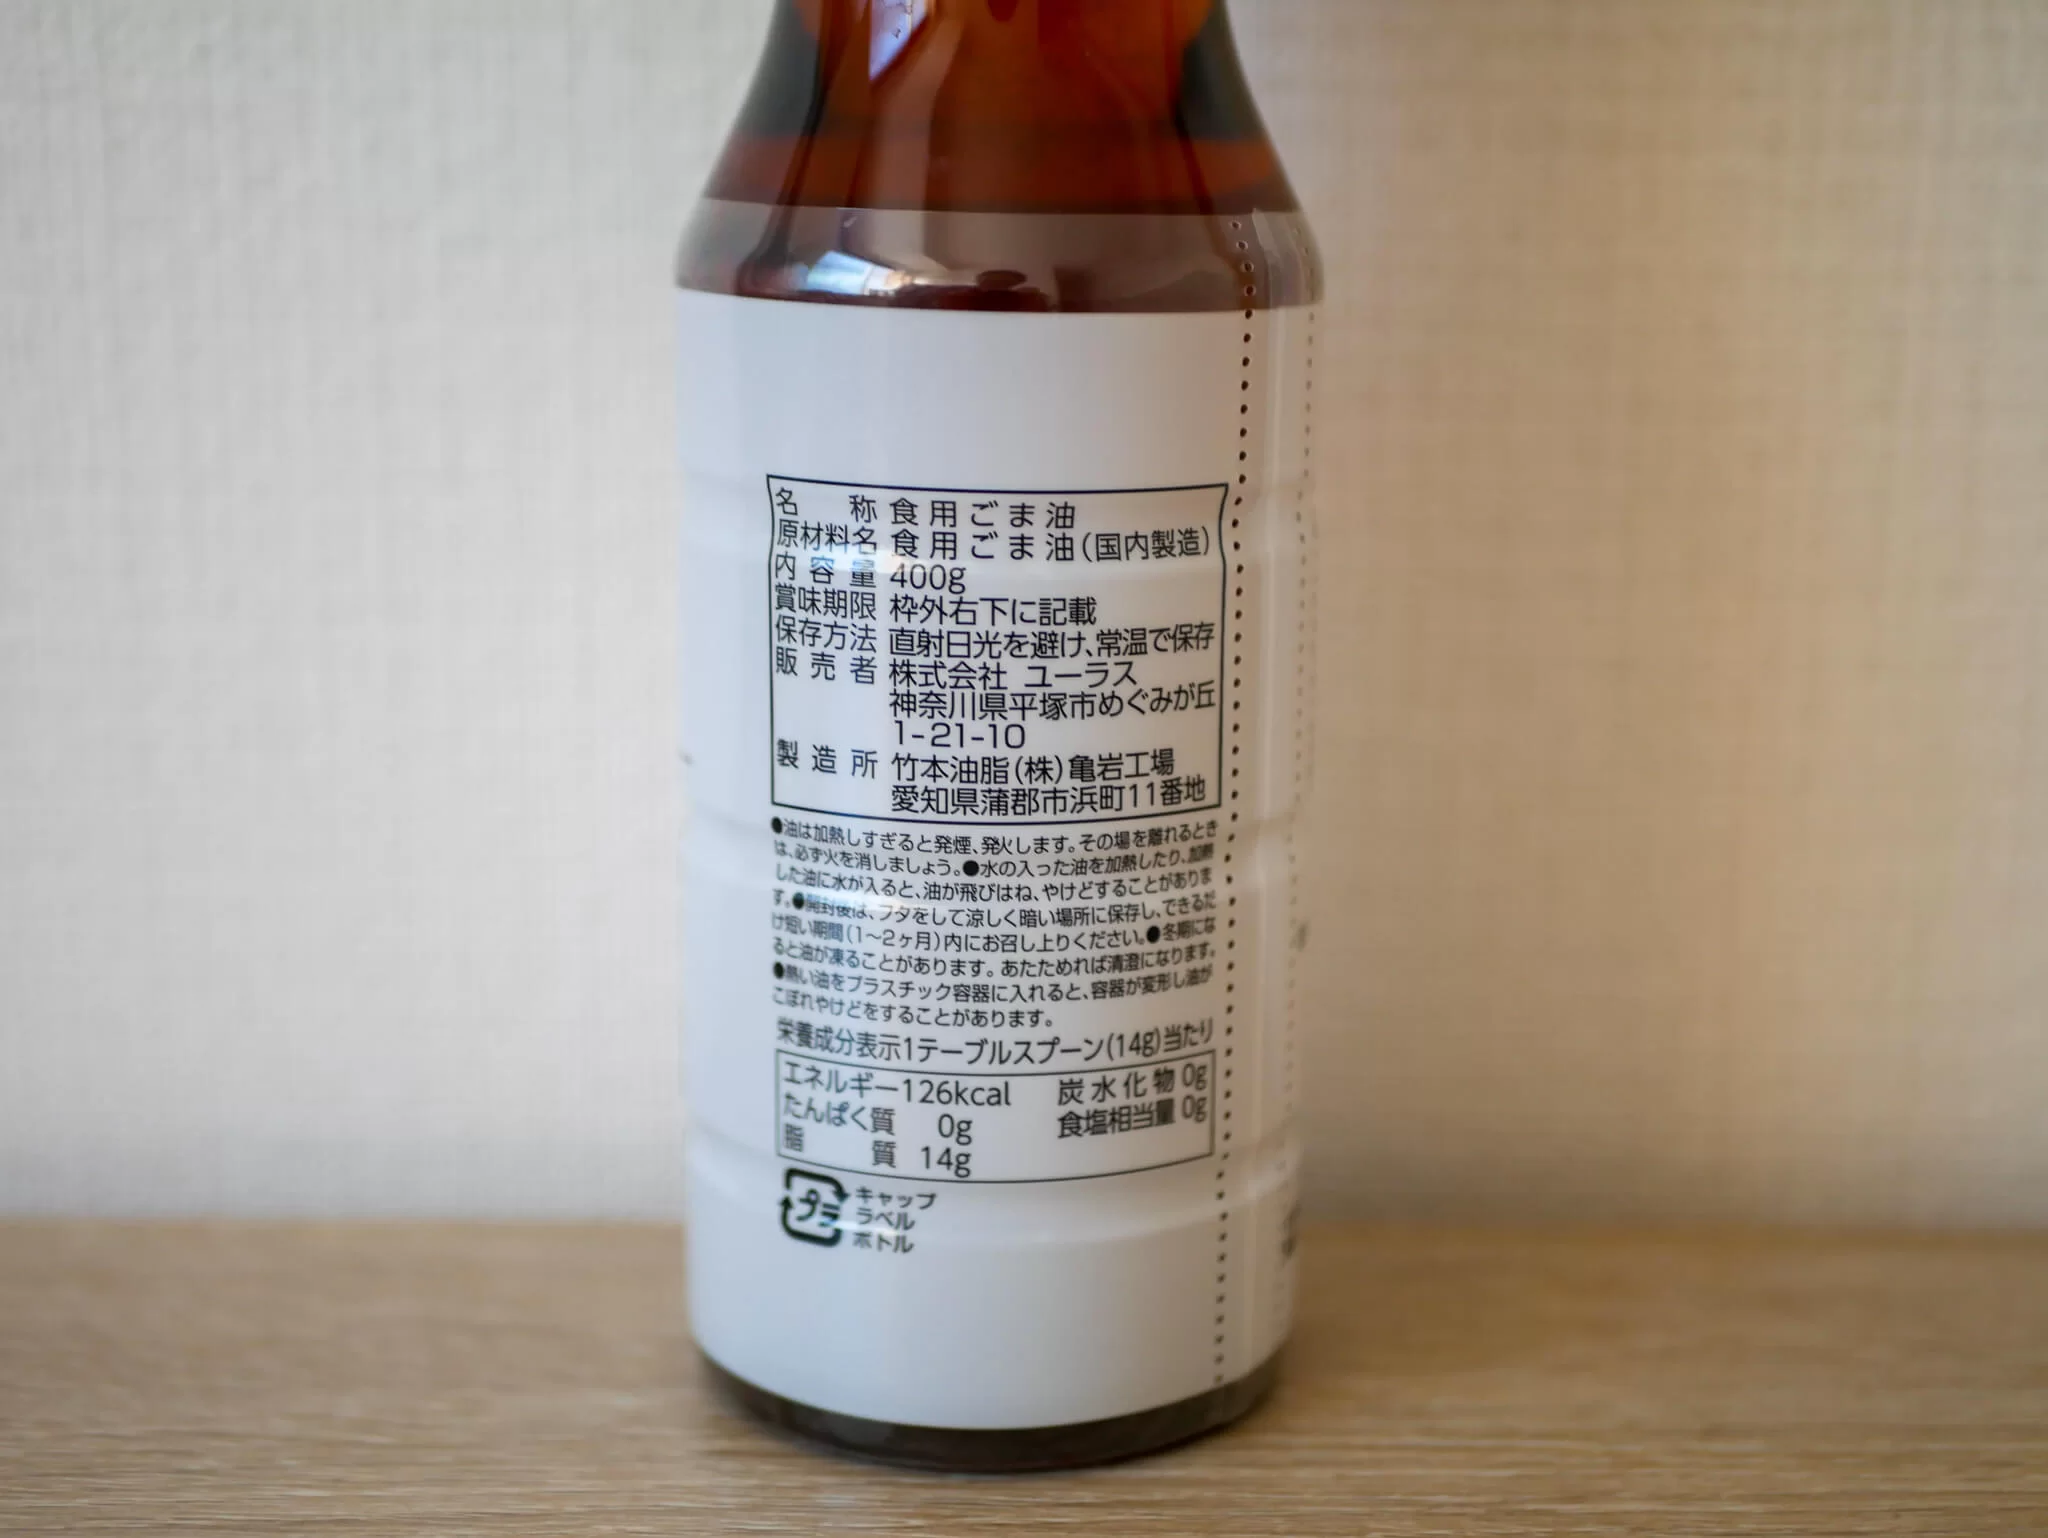 名称 食用ごま油
原材料名 食用ごま油(国内製造)
内容量 400g
賞味期限 枠外右下に記載
保存方法 直射日光を避け、常温で保存
販売者 株式会社 ユーラス
神奈川県平塚市めぐみが丘
1-21-10
製造所 竹本油脂(株)亀岩工場
愛知県蒲郡市浜町11番地
●油は加熱しすぎると発煙、発火します。その場を離れるとき
は、必ず火を消しましょう。●水の入った油を加熱したり、加熱
した油に水が入ると、油が飛びはね、やけどすることがありま
す。●開封後は、フタをして涼しく暗い場所に保存し、できるだ
け短い期間(1〜2ヶ月)内にお召し上りください。●冬期にな
ると油が凍ることがあります。あたためれば清澄になります。
●熱い油をプラスチック容器に入れると、容器が変形し油が
こぼれやけどをすることがあります。
栄養成分表示1テーブルスプーン(14g)当たり
エネルギー126kcal 炭水化物 0g
たんぱく質 0g 食塩相当量 0g
脂質 14g
プラ キャップ
ラベル
ボトル